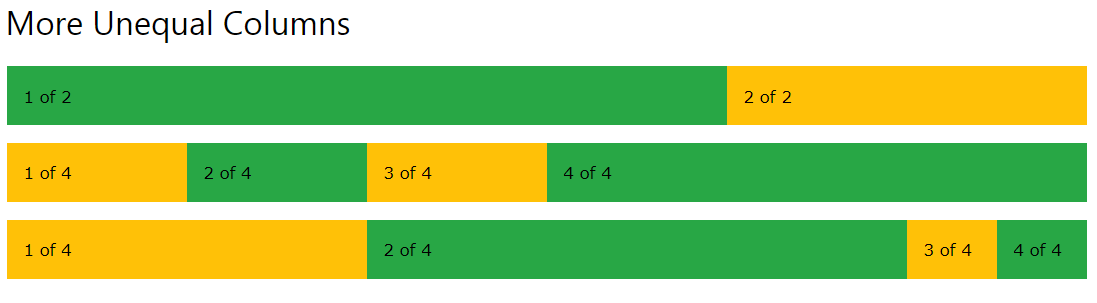 More Unequal Columns
1 of 2 2 of 2
1 of 4 2 of 4 3 of 4 4 of 4
1 of 4 2 of 4 3 of 4 4 of 4